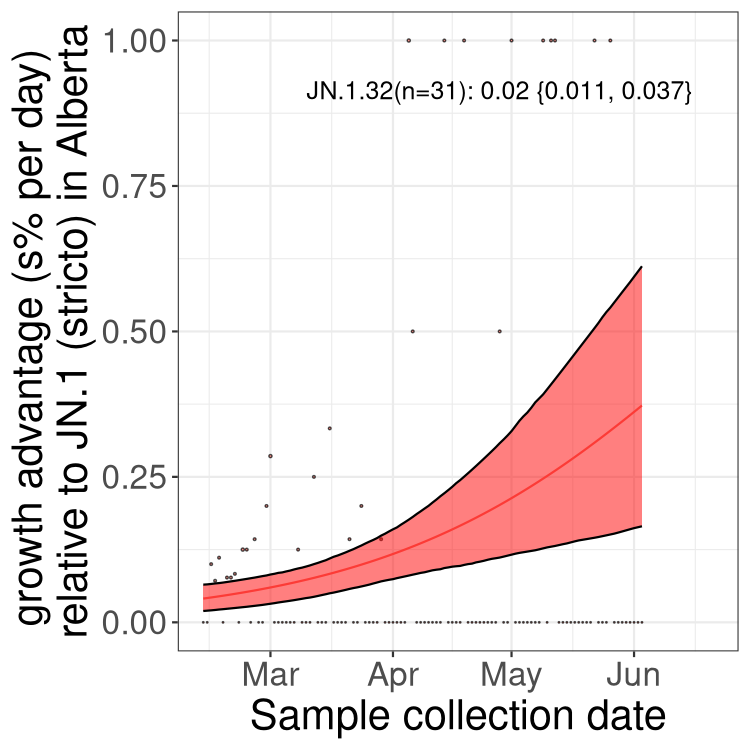 growth advantage (s% per day)
relative to JN.1 (stricto) in Alberta
1.00
0.75
0.50
0.25
0.00
JN.1.32(n=31): 0.02 {0.011, 0.037}
Mar Apr May Jun
Sample collection date